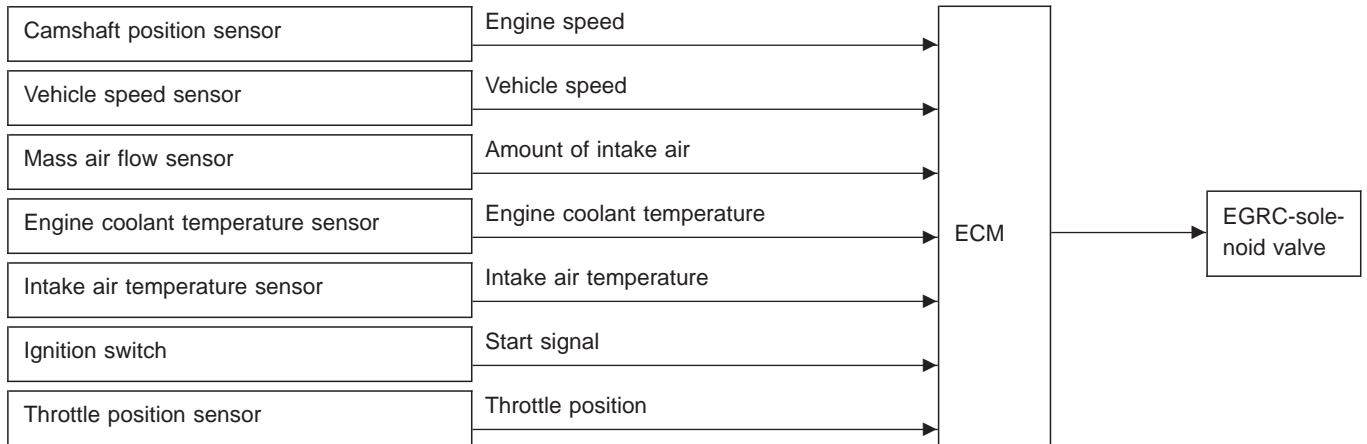 Camshaft position sensor
Engine speed
Vehicle speed sensor
Vehicle speed
Mass air flow sensor
Amount of intake air
Engine coolant temperature sensor
Engine coolant temperature
Intake air temperature sensor
Intake air temperature
Ignition switch
Start signal
Throttle position sensor
Throttle position
ECM
EGRC-sole-
noid valve